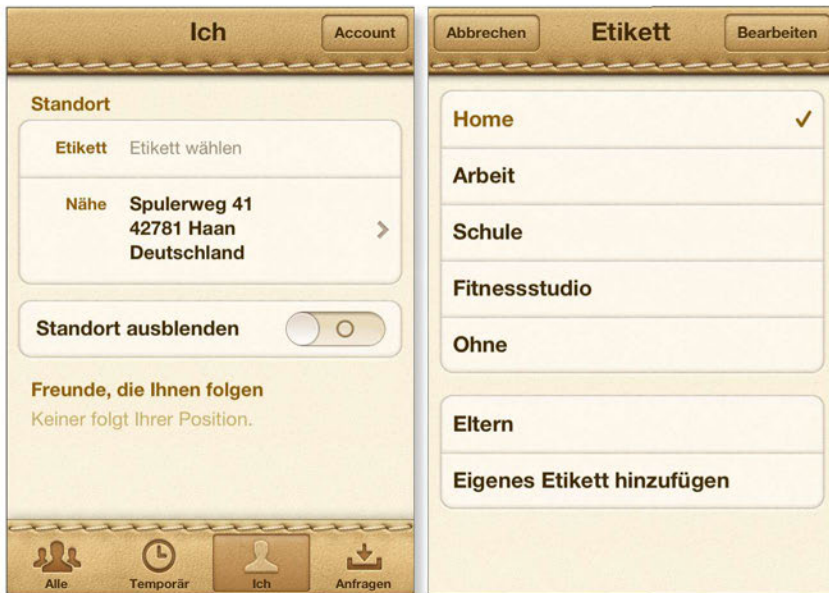 Ich
Account
Standort
Etikett Etikett wählen
Nähe Spulerweg 41
42781 Haan
Deutschland
Standort ausblenden
Freunde, die Ihnen folgen
Keiner folgt Ihrer Position.
Alle
Temporär
Ich
Anfragen
Abbrechen
Etikett
Bearbeiten
Home
Arbeit
Schule
Fitnessstudio
Ohne
Eltern
Eigenes Etikett hinzufügen